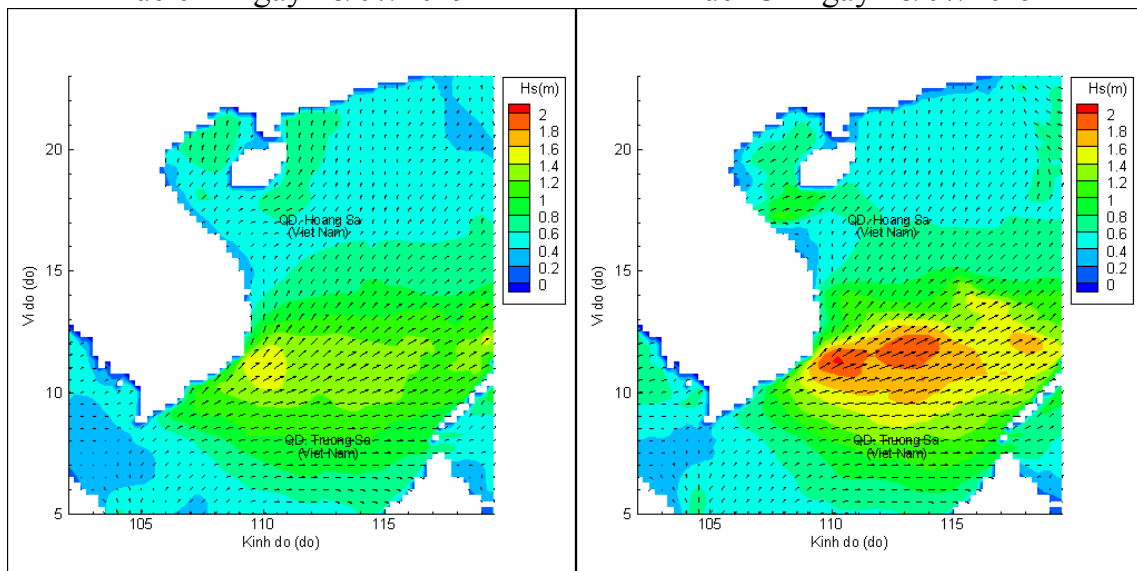 Hs(m)
2
1.8
1.6
1.4
1.2
1
0.8
0.6
0.4
0.2
0
20
15
10
5
105
110
115
Vi do (do)
Kinh do (do)
QD. Hoang Sa
(Viet Nam)
QD. Truong Sa
(Viet Nam)
Hs(m)
2
1.8
1.6
1.4
1.2
1
0.8
0.6
0.4
0.2
0
20
15
10
5
105
110
115
Vi do (do)
Kinh do (do)
QD. Hoang Sa
(Viet Nam)
QD. Truong Sa
(Viet Nam)